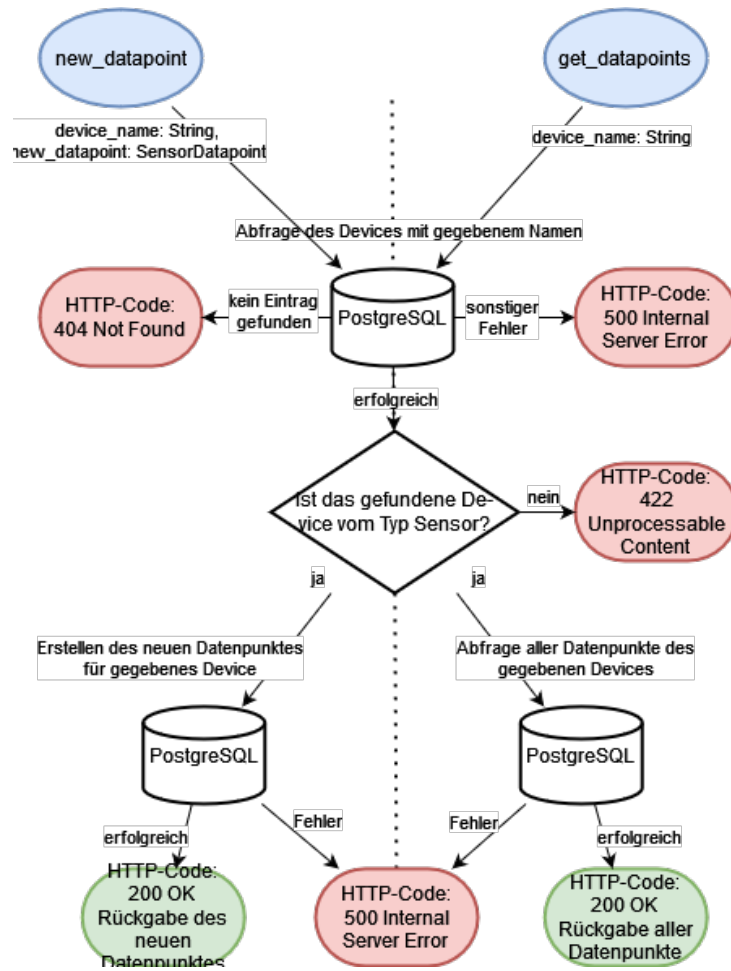 new_datapoint
get_datapoints
device_name: String,
new_datapoint: SensorDatapoint
device_name: String
Abfrage des Devices mit gegebenem Namen
HTTP-Code:
404 Not Found
kein Eintrag
gefunden
PostgreSQL
sonstiger
Fehler
HTTP-Code:
500 Internal
Server Error
erfolgreich
Ist das gefundene De-
vice vom Typ Sensor?
nein
HTTP-Code:
422
Unprocessable
Content
ja
ja
Erstellen des neuen Datenpunktes
für gegebenes Device
Abfrage aller Datenpunkte des
gegebenen Devices
PostgreSQL
PostgreSQL
erfolgreich
Fehler
Fehler
erfolgreich
HTTP-Code:
200 OK
Rückgabe des
neuen
Datenpunktes
HTTP-Code:
500 Internal
Server Error
HTTP-Code:
200 OK
Rückgabe aller
Datenpunkte